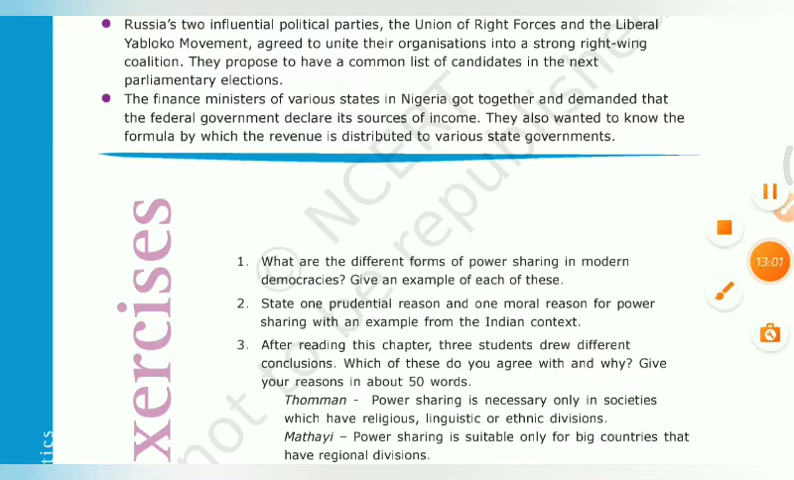 Russia's two influential political parties, the Union of Right Forces and the Liberal
Yabloko Movement, agreed to unite their organisations into a strong right-wing
coalition. They propose to have a common list of candidates in the next
parliamentary elections.
The finance ministers of various states in Nigeria got together and demanded that
the federal government declare its sources of income. They also wanted to know the
formula by which the revenue is distributed to various state governments.
xercises
1. What are the different forms of power sharing in modern
democracies? Give an example of each of these.
2. State one prudential reason and one moral reason for power
sharing with an example from the Indian context.
3. After reading this chapter, three students drew different
conclusions. Which of these do you agree with and why? Give
your reasons in about 50 words.
Thomman - Power sharing is necessary only in societies
which have religious, linguistic or ethnic divisions.
Mathayi – Power sharing is suitable only for big countries that
have regional divisions.
tics
© NCERT
not to be republished
13:01